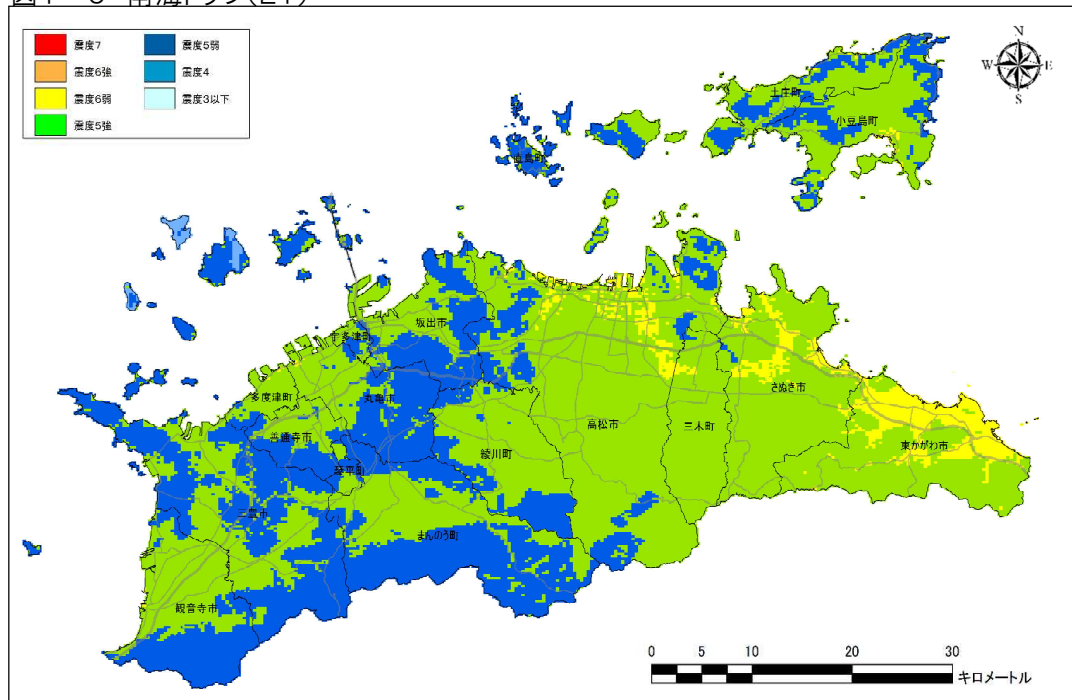 震度7
震度6強
震度6弱
震度5強
震度5弱
震度4
震度3以下
N
W E
S
土庄町
小豆島町
直島町
坂出市
宇多津町
多度津町
丸亀市
善通寺市
琴平町
綾川町
高松市
三木町
さぬき市
東かがわ市
三豊市
まんのう町
観音寺市
0 5 10 20 30
キロメートル